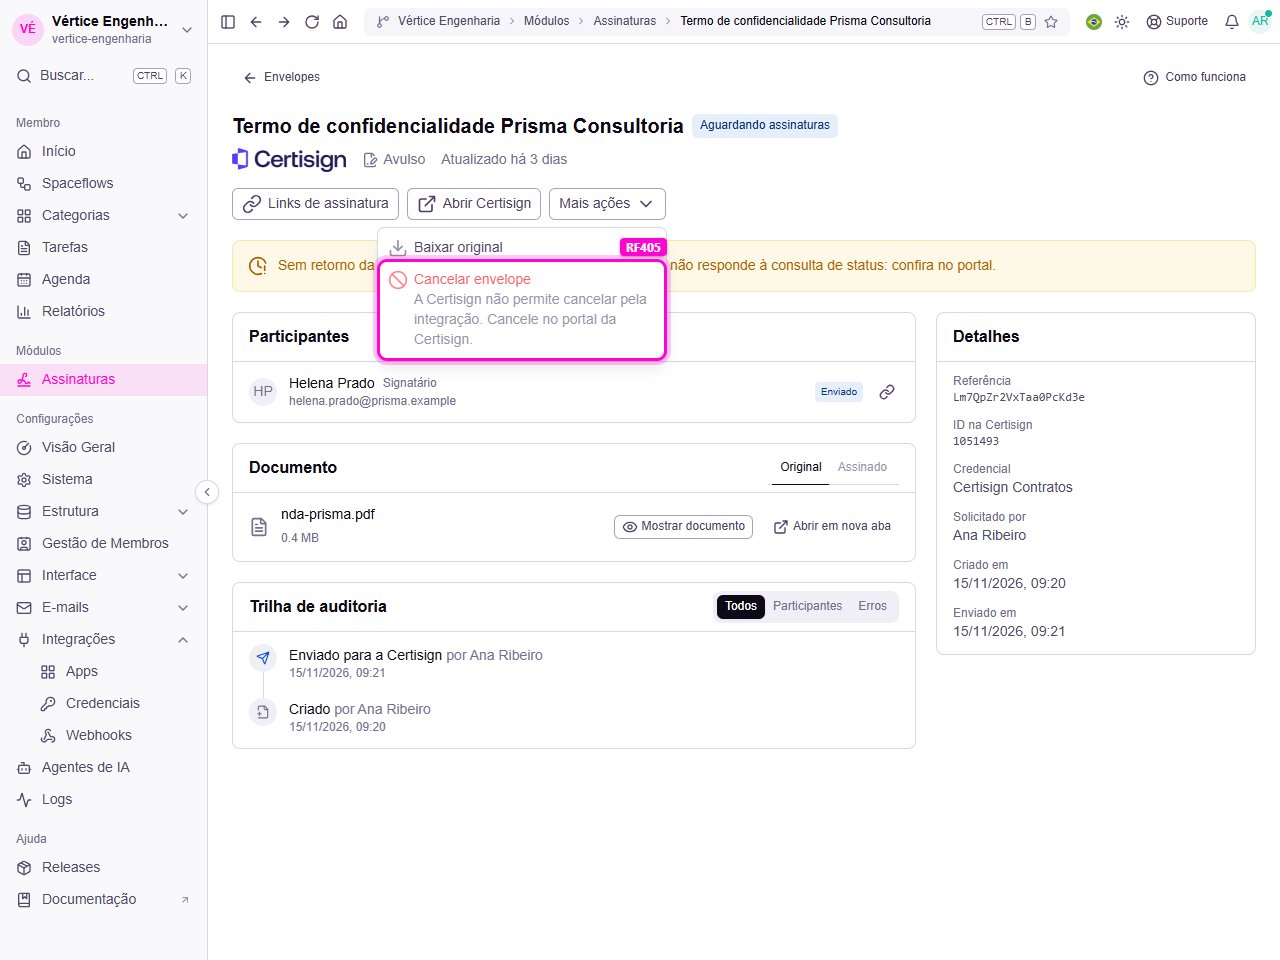 VÉ
Vértice Engenh...
vertice-engenharia
Buscar...
CTRL
K
Membro
Início
Spaceflows
Categorias
Tarefas
Agenda
Relatórios
Módulos
Assinaturas
Configurações
Visão Geral
Sistema
Estrutura
Gestão de Membros
Interface
E-mails
Integrações
Apps
Credenciais
Webhooks
Agentes de IA
Logs
Ajuda
Releases
Documentação
Vértice Engenharia
Módulos
Assinaturas
Termo de confidencialidade Prisma Consultoria
CTRL
B
Suporte
AR
Envelopes
Como funciona
Termo de confidencialidade Prisma Consultoria
Aguardando assinaturas
Certisign
Avulso
Atualizado há 3 dias
Links de assinatura
Abrir Certisign
Mais ações
Baixar original
RF405
Cancelar envelope
A Certisign não permite cancelar pela
integração. Cancele no portal da
Certisign.
Sem retorno da
não responde à consulta de status: confira no portal.
Participantes
HP
Helena Prado
Signatário
helena.prado@prisma.example
Enviado
Documento
Original
Assinado
nda-prisma.pdf
0.4 MB
Mostrar documento
Abrir em nova aba
Trilha de auditoria
Todos
Participantes
Erros
Enviado para a Certisign por Ana Ribeiro
15/11/2026, 09:21
Criado por Ana Ribeiro
15/11/2026, 09:20
Detalhes
Referência
Lm7QpZr2VxTaa0PcKd3e
ID na Certisign
1051493
Credencial
Certisign Contratos
Solicitado por
Ana Ribeiro
Criado em
15/11/2026, 09:20
Enviado em
15/11/2026, 09:21